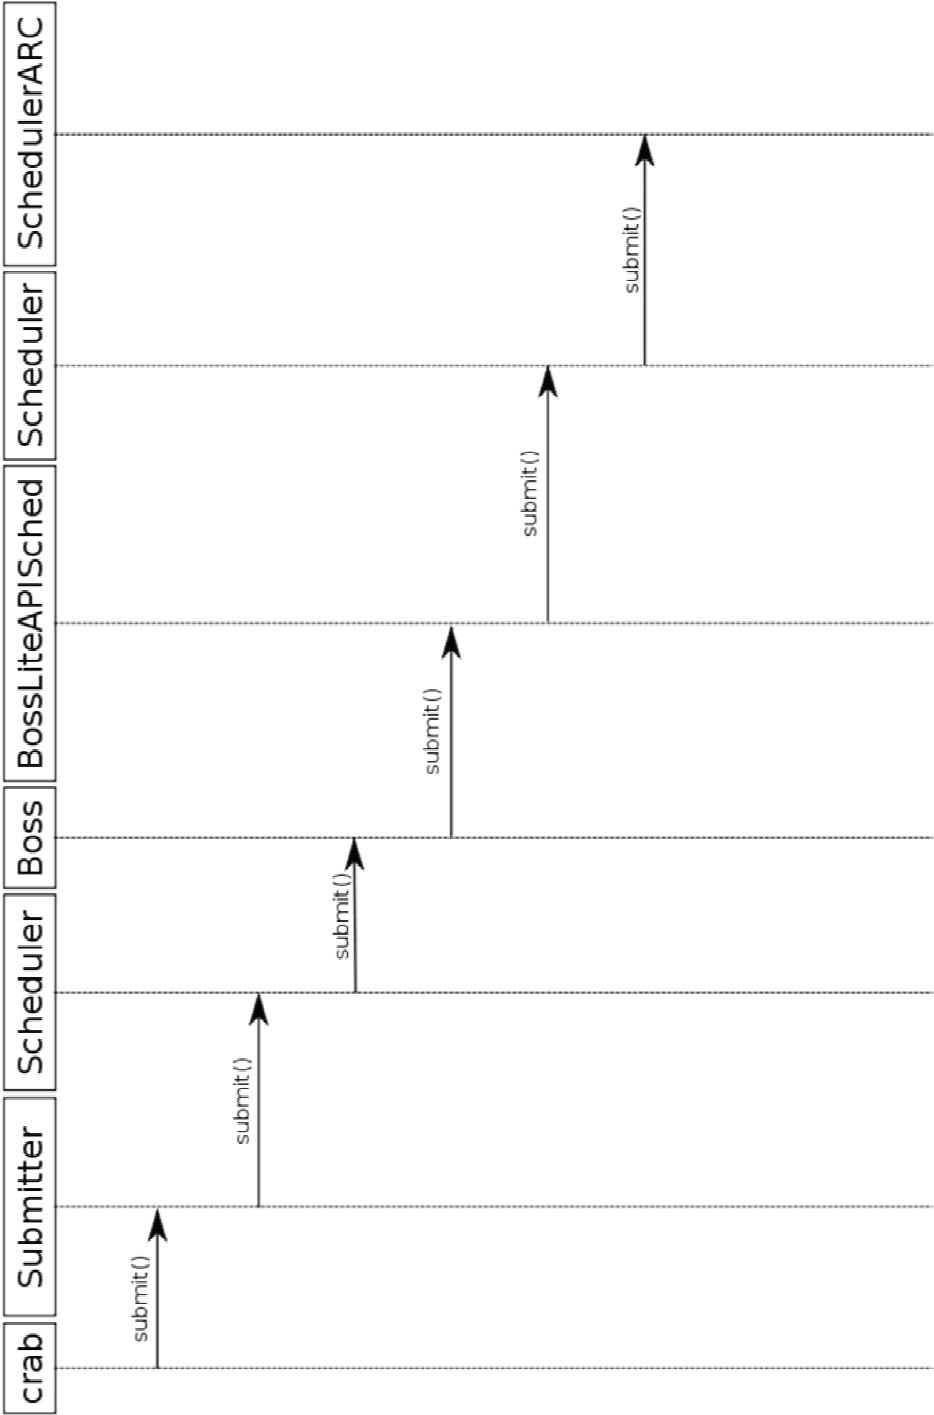 crab
Submitter
Scheduler
Boss
BossLiteAPISched
Scheduler
SchedulerARC
submit()
submit()
submit()
submit()
submit()
submit()